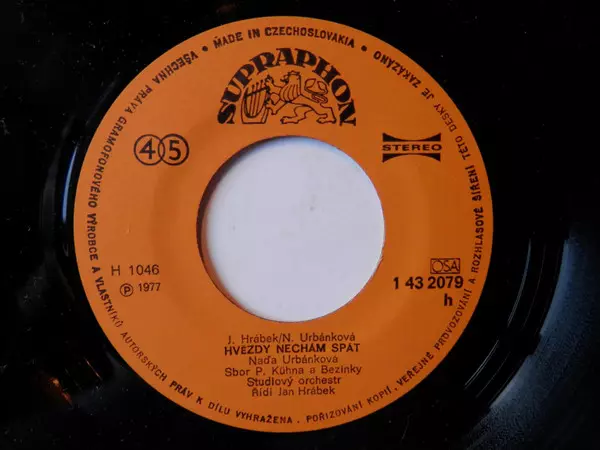 VŠECHNA PRÁVA GRAMOFONOVÉHO VÝROBCE A VLASTNÍKŮ AUTORSKÝCH PRÁV K DÍLU VYHRAŽENA. POŘIZOVÁNÍ KOPIÍ, VEŘEJNÉ PROVOZOVÁNÍ A ROZHLASOVÉ ŠÍŘENÍ TÉTO DESKY JE ZAKÁZÁNO
• MADE IN CZECHOSLOVAKIA •
SUPRAPHON
45
STEREO
H 1046
Ⓟ 1977
OSA
1 43 2079
h
J. Hrábek/N. Urbánková
HVĚZDY NECHÁM SPÁT
Naďa Urbánková
Sbor P. Kühna a Bezinky
Studiový orchestr
Řídí Jan Hrábek